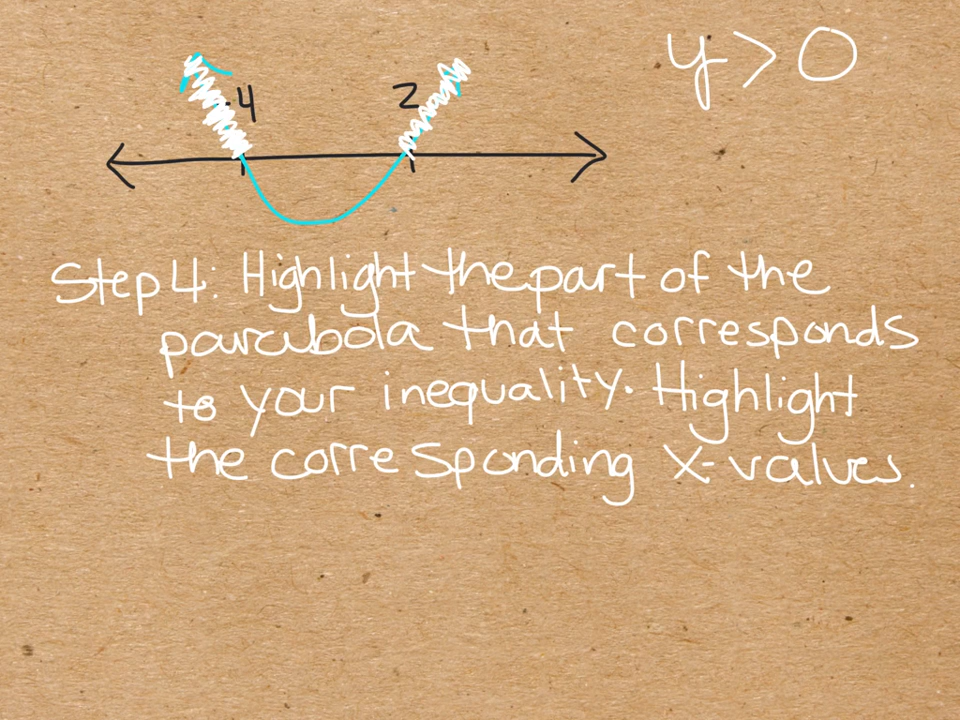 y > 0
-4 2
Step 4: Highlight the part of the
parabola that corresponds
to your inequality. Highlight
the corresponding x-values.